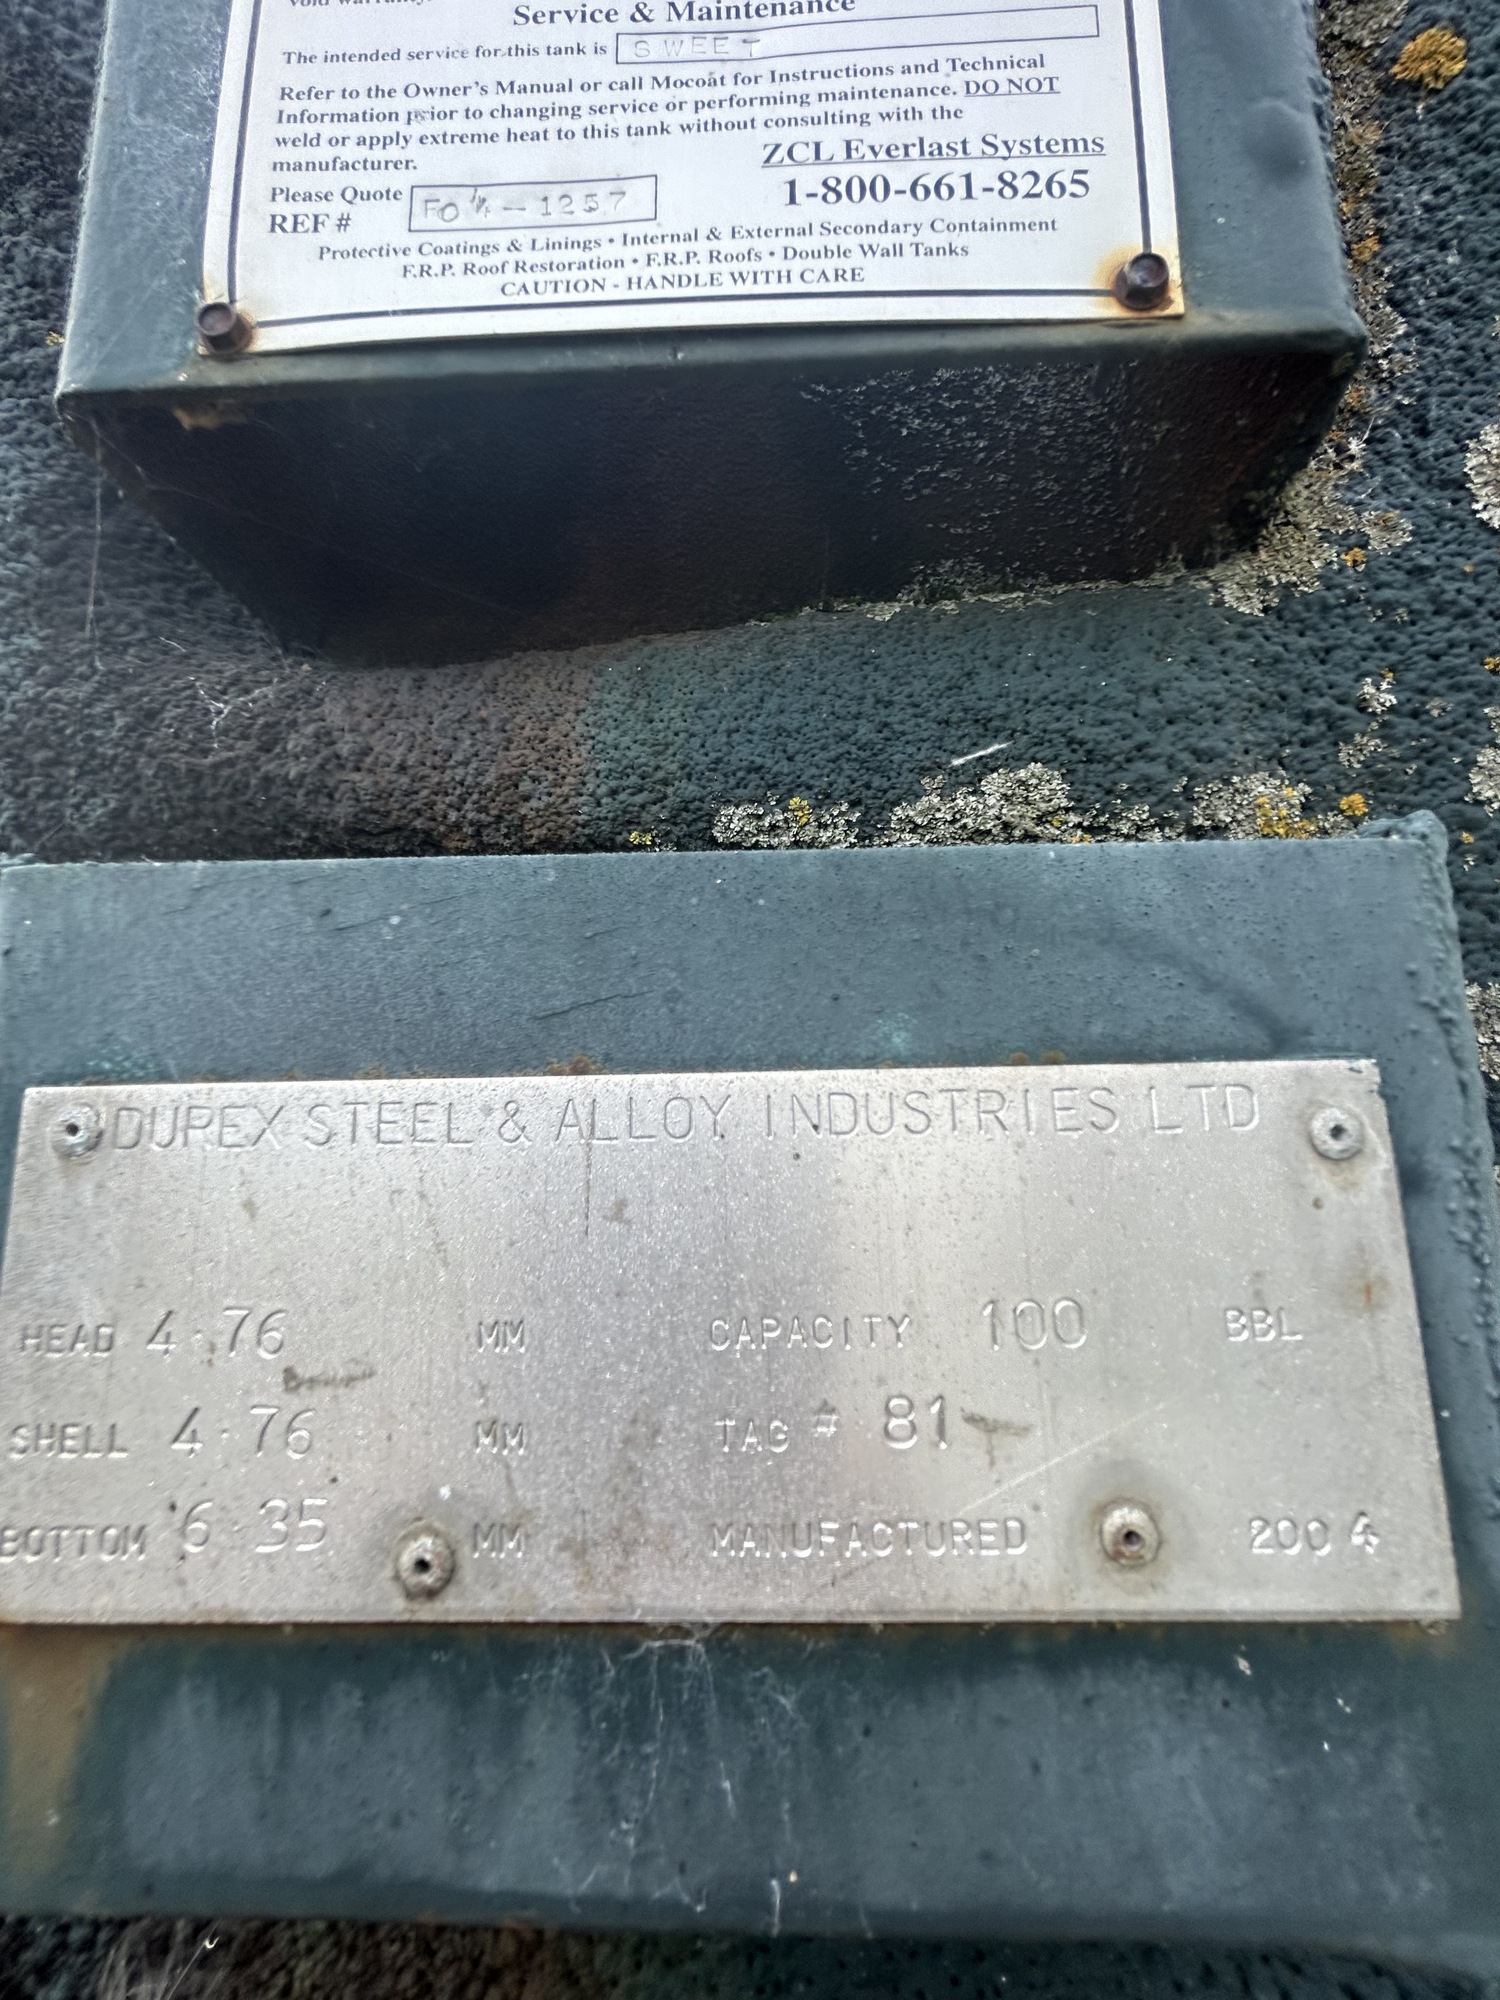 void warranty.
Service & Maintenance
The intended service for this tank is SWEET
Refer to the Owner's Manual or call Mocoat for Instructions and Technical
Information prior to changing service or performing maintenance. DO NOT
weld or apply extreme heat to this tank without consulting with the
manufacturer.
ZCL Everlast Systems
1-800-661-8265
Please Quote
REF # 1257
Protective Coatings & Linings • Internal & External Secondary Containment
F.R.P. Roof Restoration • F.R.P. Roofs • Double Wall Tanks
CAUTION - HANDLE WITH CARE
DUREX STEEL & ALLOY INDUSTRIES LTD
HEAD 4.76 MM CAPACITY 100 BBL
SHELL 4.76 MM TAG # 81
BOTTOM 6.35 MM MANUFACTURED 2004